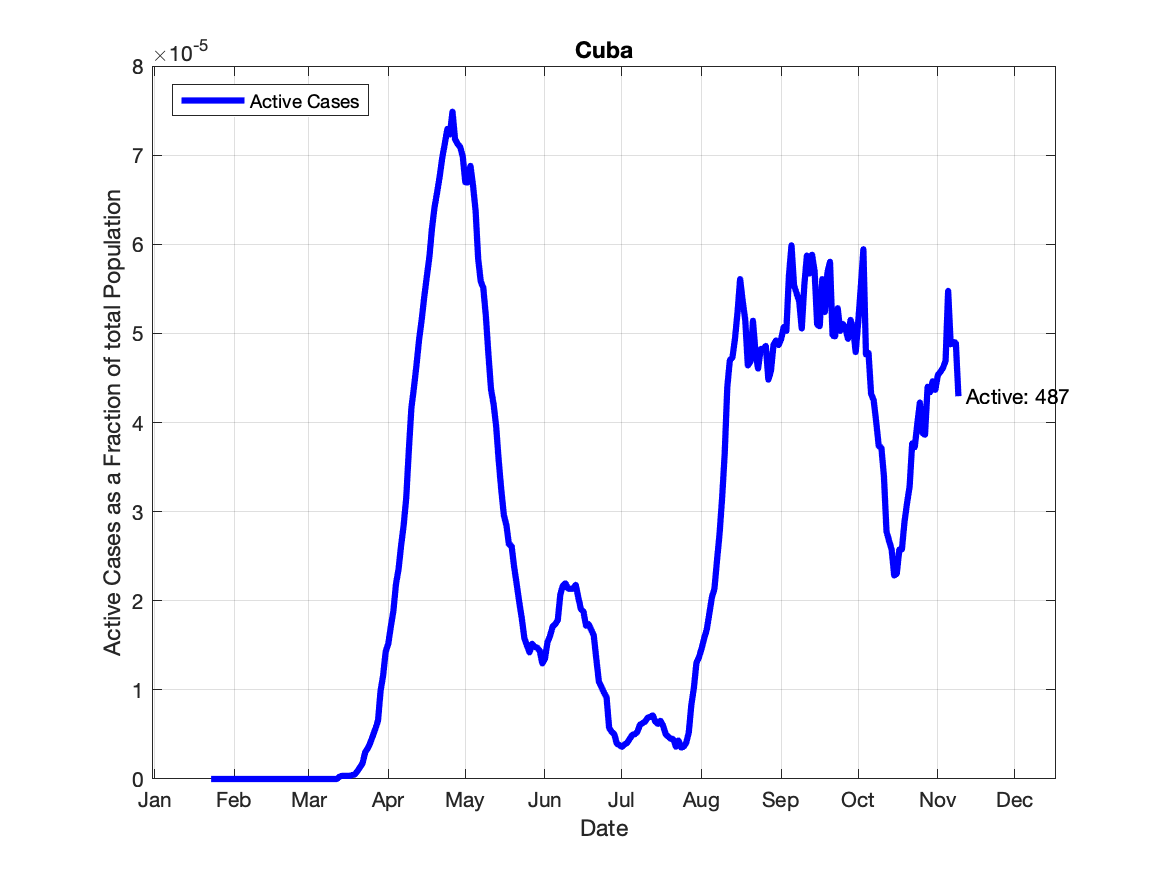 Cuba
×10-5
Active Cases
8
7
6
5
4
3
2
1
0
Active Cases as a Fraction of total Population
Active: 487
Jan Feb Mar Apr May Jun Jul Aug Sep Oct Nov Dec
Date